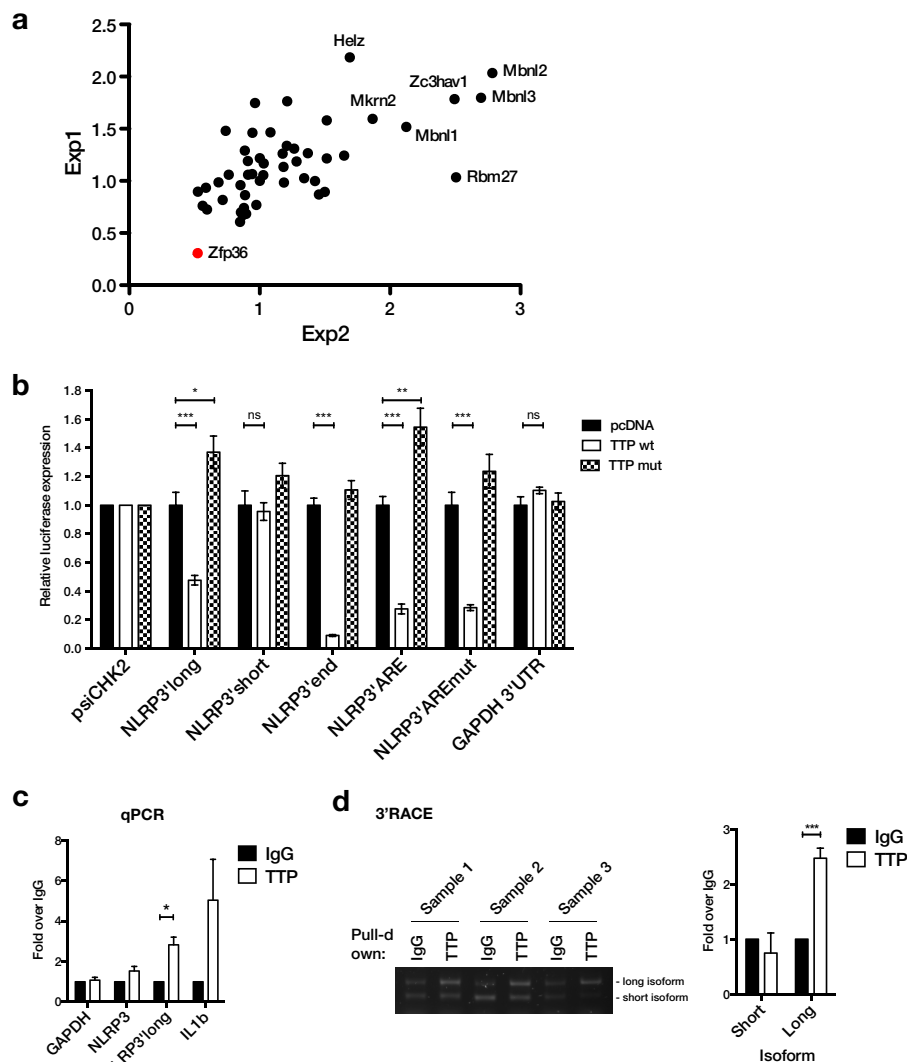 a
2.5
2.0
1.5
1.0
0.5
0.0
Exp1
0
1
2
3
Exp2
Helz
Mbnl2
Zc3hav1
Mbnl3
Mkrn2
Mbnl1
Rbm27
Zfp36
b
1.8
1.6
1.4
1.2
1.0
0.8
0.6
0.4
0.2
0.0
Relative luciferase expression
*
***
ns
***
**
***
***
ns
pcDNA
TTP wt
TTP mut
psiCHK2
NLRP3'long
NLRP3'short
NLRP3'end
NLRP3'ARE
NLRP3'AREmut
GAPDH 3'UTR
c
qPCR
8
6
4
2
0
Fold over IgG
*
IgG
TTP
GAPDH
NLRP3
LRP3'long
IL1b
d
3'RACE
Sample 1
Sample 2
Sample 3
Pull-d
own:
IgG
TTP
IgG
TTP
IgG
TTP
- long isoform
- short isoform
3
2
1
0
Fold over IgG
***
IgG
TTP
Short
Long
Isoform